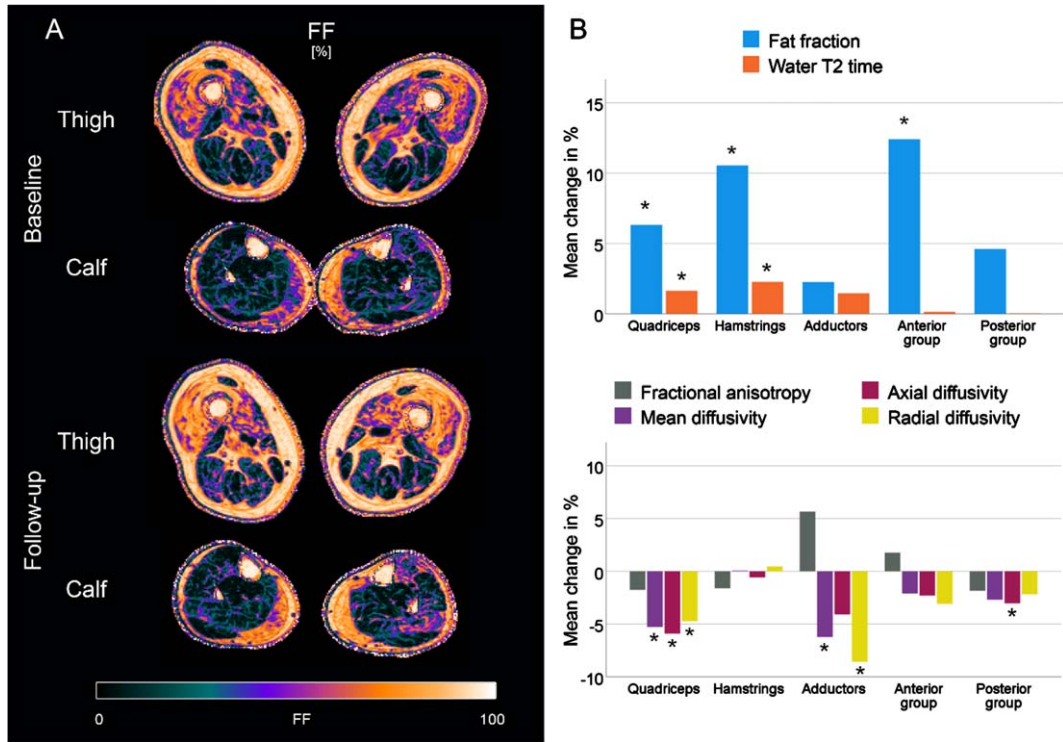 A
FF
[%]
Baseline
Thigh
Calf
Follow-up
Thigh
Calf
0
FF
100
B
Fat fraction
Water T2 time
Mean change in %
15
10
5
0
*
*
*
*
*
Quadriceps
Hamstrings
Adductors
Anterior
group
Posterior
group
Fractional anisotropy
Axial diffusivity
Mean diffusivity
Radial diffusivity
Mean change in %
10
5
0
-5
-10
*
*
*
*
*
*
Quadriceps
Hamstrings
Adductors
Anterior
group
Posterior
group